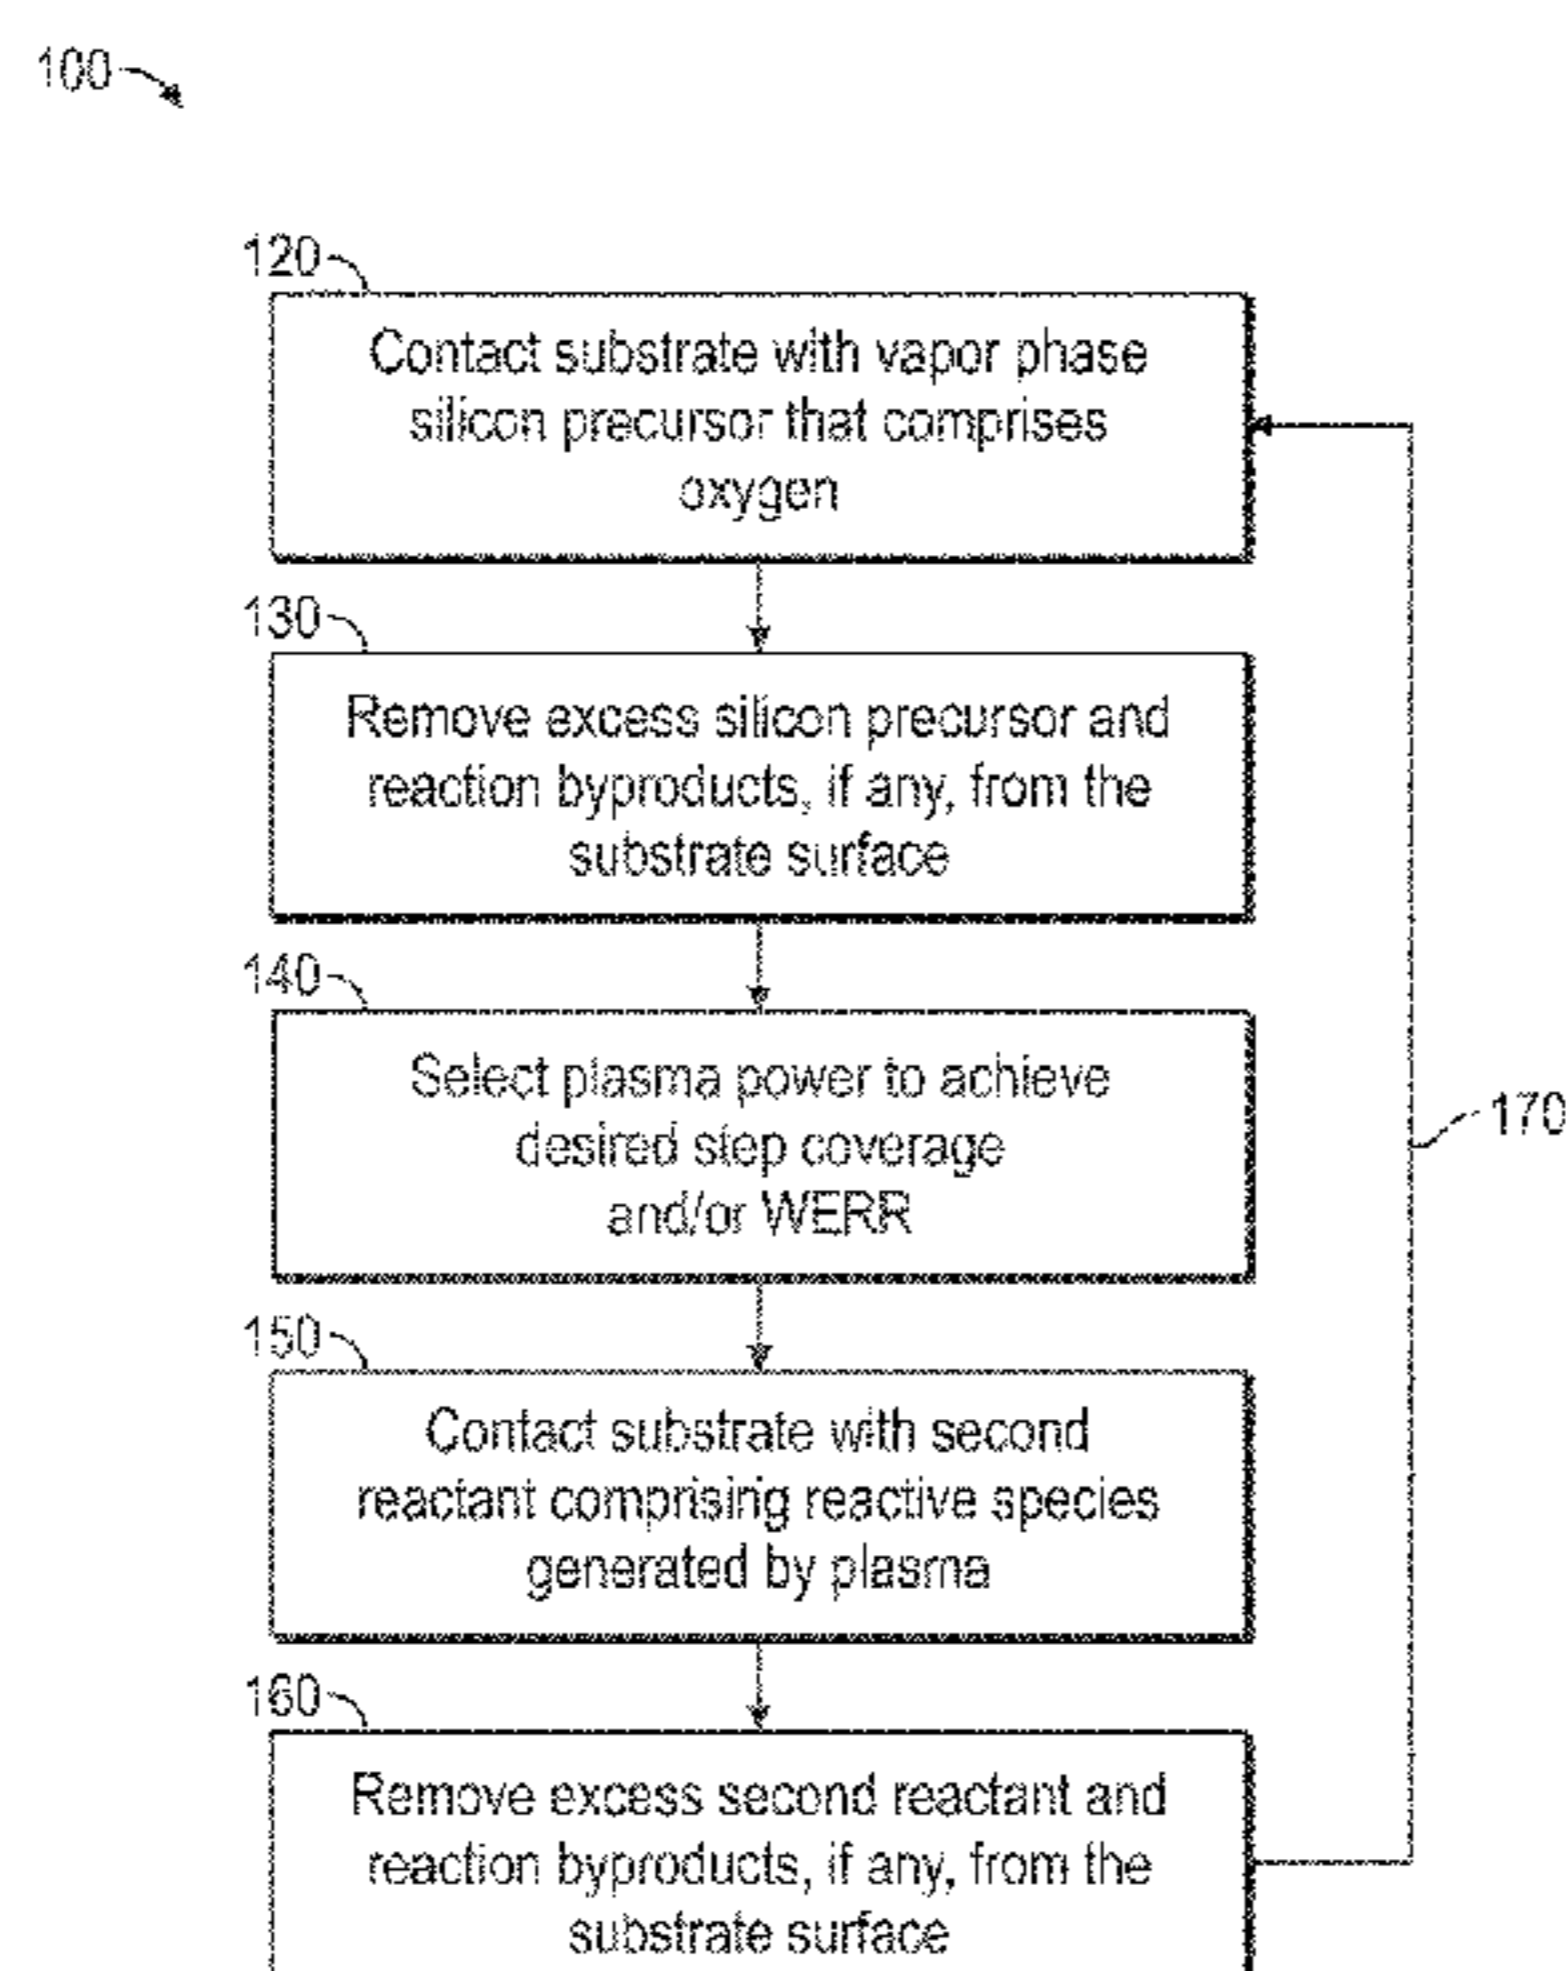 100
120
Contact substrate with vapor phase
silicon precursor that comprises
oxygen
130
Remove excess silicon precursor and
reaction byproducts, if any, from the
substrate surface
140
Select plasma power to achieve
desired step coverage
and/or WERR
150
Contact substrate with second
reactant comprising reactive species
generated by plasma
160
Remove excess second reactant and
reaction byproducts, if any, from the
substrate surface
170